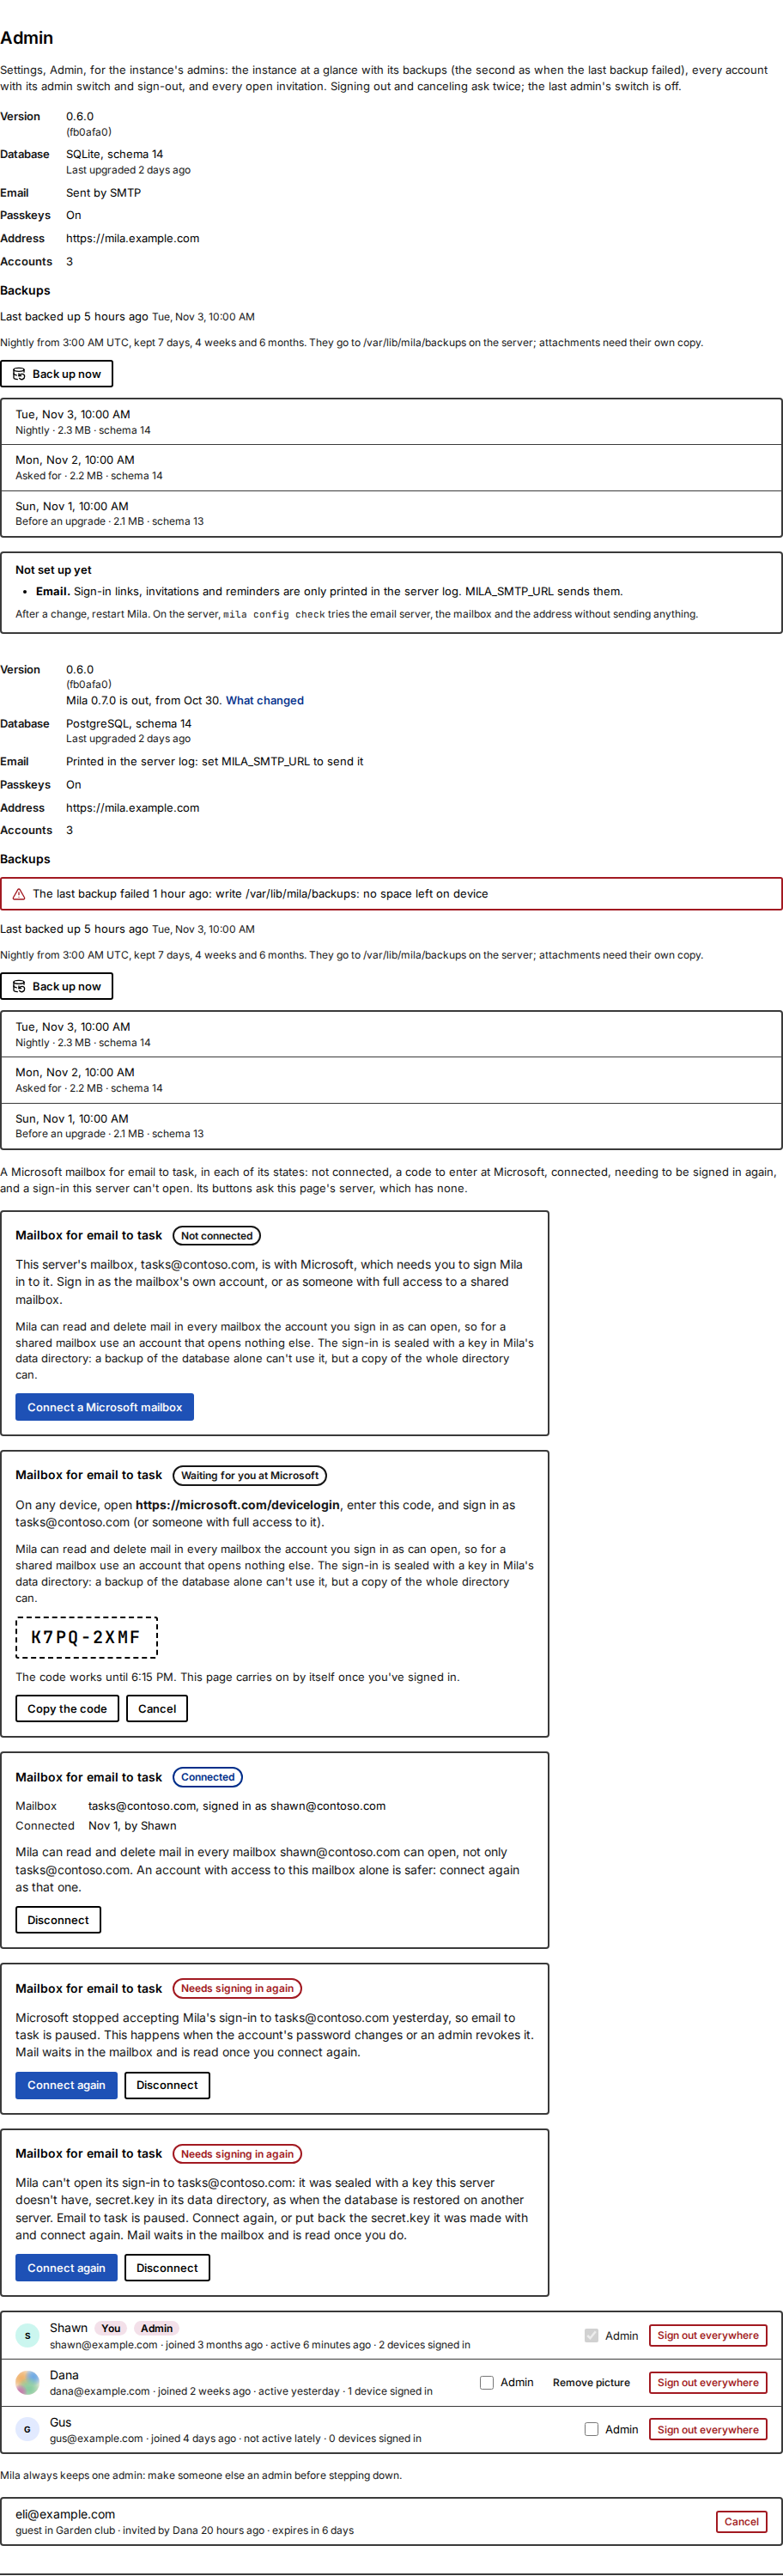 Admin
Settings, Admin, for the instance's admins: the instance at a glance with its backups (the second as when the last backup failed), every account
with its admin switch and sign-out, and every open invitation. Signing out and canceling ask twice; the last admin's switch is off.
Version 0.6.0
(fb0afa0)
Database SQLite, schema 14
Last upgraded 2 days ago
Email Sent by SMTP
Passkeys On
Address https://mila.example.com
Accounts 3
Backups
Last backed up 5 hours ago Tue, Nov 3, 10:00 AM
Nightly from 3:00 AM UTC, kept 7 days, 4 weeks and 6 months. They go to /var/lib/mila/backups on the server; attachments need their own copy.
Back up now
Tue, Nov 3, 10:00 AM
Nightly · 2.3 MB · schema 14
Mon, Nov 2, 10:00 AM
Asked for · 2.2 MB · schema 14
Sun, Nov 1, 10:00 AM
Before an upgrade · 2.1 MB · schema 13
Not set up yet
• Email. Sign-in links, invitations and reminders are only printed in the server log. MILA_SMTP_URL sends them.
After a change, restart Mila. On the server, mila config check tries the email server, the mailbox and the address without sending anything.
Version 0.6.0
(fb0afa0)
Mila 0.7.0 is out, from Oct 30. What changed
Database PostgreSQL, schema 14
Last upgraded 2 days ago
Email Printed in the server log: set MILA_SMTP_URL to send it
Passkeys On
Address https://mila.example.com
Accounts 3
Backups
The last backup failed 1 hour ago: write /var/lib/mila/backups: no space left on device
Last backed up 5 hours ago Tue, Nov 3, 10:00 AM
Nightly from 3:00 AM UTC, kept 7 days, 4 weeks and 6 months. They go to /var/lib/mila/backups on the server; attachments need their own copy.
Back up now
Tue, Nov 3, 10:00 AM
Nightly · 2.3 MB · schema 14
Mon, Nov 2, 10:00 AM
Asked for · 2.2 MB · schema 14
Sun, Nov 1, 10:00 AM
Before an upgrade · 2.1 MB · schema 13
A Microsoft mailbox for email to task, in each of its states: not connected, a code to enter at Microsoft, connected, needing to be signed in again,
and a sign-in this server can't open. Its buttons ask this page's server, which has none.
Mailbox for email to task Not connected
This server's mailbox, tasks@contoso.com, is with Microsoft, which needs you to sign Mila
in to it. Sign in as the mailbox's own account, or as someone with full access to a shared
mailbox.
Mila can read and delete mail in every mailbox the account you sign in as can open, so for a
shared mailbox use an account that opens nothing else. The sign-in is sealed with a key in Mila's
data directory: a backup of the database alone can't use it, but a copy of the whole directory
can.
Connect a Microsoft mailbox
Mailbox for email to task Waiting for you at Microsoft
On any device, open https://microsoft.com/devicelogin, enter this code, and sign in as
tasks@contoso.com (or someone with full access to it).
Mila can read and delete mail in every mailbox the account you sign in as can open, so for a
shared mailbox use an account that opens nothing else. The sign-in is sealed with a key in Mila's
data directory: a backup of the database alone can't use it, but a copy of the whole directory
can.
K7PQ-2XMF
The code works until 6:15 PM. This page carries on by itself once you've signed in.
Copy the code Cancel
Mailbox for email to task Connected
Mailbox tasks@contoso.com, signed in as shawn@contoso.com
Connected Nov 1, by Shawn
Mila can read and delete mail in every mailbox shawn@contoso.com can open, not only
tasks@contoso.com. An account with access to this mailbox alone is safer: connect again
as that one.
Disconnect
Mailbox for email to task Needs signing in again
Microsoft stopped accepting Mila's sign-in to tasks@contoso.com yesterday, so email to
task is paused. This happens when the account's password changes or an admin revokes it.
Mail waits in the mailbox and is read once you connect again.
Connect again Disconnect
Mailbox for email to task Needs signing in again
Mila can't open its sign-in to tasks@contoso.com: it was sealed with a key this server
doesn't have, secret.key in its data directory, as when the database is restored on another
server. Email to task is paused. Connect again, or put back the secret.key it was made with
and connect again. Mail waits in the mailbox and is read once you do.
Connect again Disconnect
S Shawn You Admin
shawn@example.com · joined 3 months ago · active 6 minutes ago · 2 devices signed in
Admin Sign out everywhere
Dana
dana@example.com · joined 2 weeks ago · active yesterday · 1 device signed in
Admin Remove picture Sign out everywhere
G Gus
gus@example.com · joined 4 days ago · not active lately · 0 devices signed in
Admin Sign out everywhere
Mila always keeps one admin: make someone else an admin before stepping down.
eli@example.com
guest in Garden club · invited by Dana 20 hours ago · expires in 6 days
Cancel